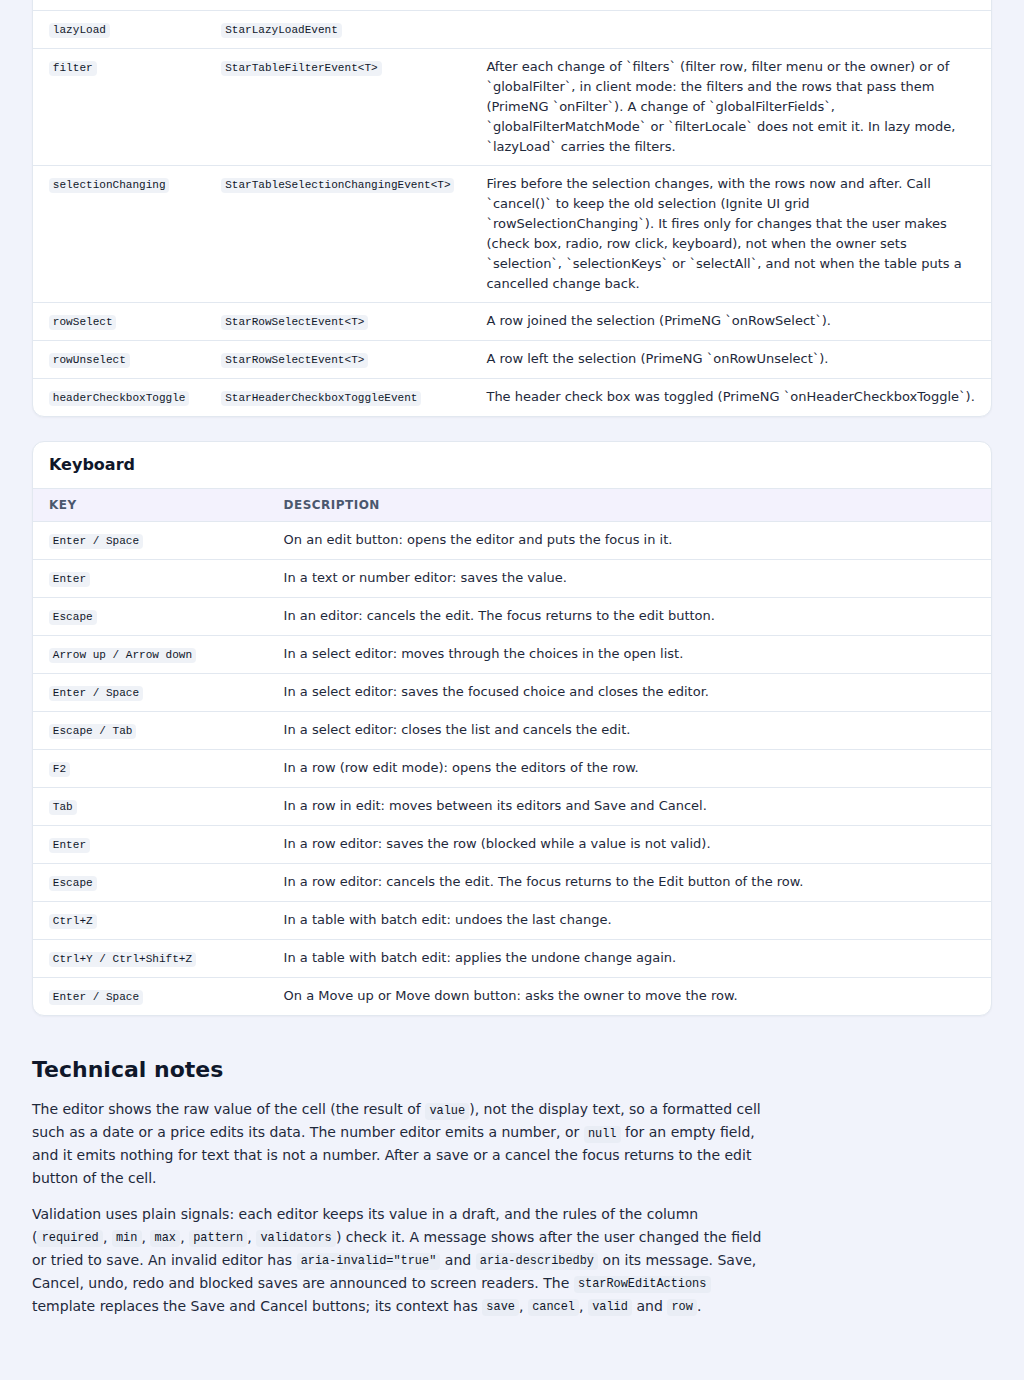 lazyLoad StarLazyLoadEvent
filter StarTableFilterEvent<T> After each change of `filters` (filter row, filter menu or the owner) or of
`globalFilter`, in client mode: the filters and the rows that pass them
(PrimeNG `onFilter`). A change of `globalFilterFields`,
`globalFilterMatchMode` or `filterLocale` does not emit it. In lazy mode,
`lazyLoad` carries the filters.
selectionChanging StarTableSelectionChangingEvent<T> Fires before the selection changes, with the rows now and after. Call
`cancel()` to keep the old selection (Ignite UI grid
`rowSelectionChanging`). It fires only for changes that the user makes
(check box, radio, row click, keyboard), not when the owner sets
`selection`, `selectionKeys` or `selectAll`, and not when the table puts a
cancelled change back.
rowSelect StarRowSelectEvent<T> A row joined the selection (PrimeNG `onRowSelect`).
rowUnselect StarRowSelectEvent<T> A row left the selection (PrimeNG `onRowUnselect`).
headerCheckboxToggle StarHeaderCheckboxToggleEvent The header check box was toggled (PrimeNG `onHeaderCheckboxToggle`).
Keyboard
KEY DESCRIPTION
Enter / Space On an edit button: opens the editor and puts the focus in it.
Enter In a text or number editor: saves the value.
Escape In an editor: cancels the edit. The focus returns to the edit button.
Arrow up / Arrow down In a select editor: moves through the choices in the open list.
Enter / Space In a select editor: saves the focused choice and closes the editor.
Escape / Tab In a select editor: closes the list and cancels the edit.
F2 In a row (row edit mode): opens the editors of the row.
Tab In a row in edit: moves between its editors and Save and Cancel.
Enter In a row editor: saves the row (blocked while a value is not valid).
Escape In a row editor: cancels the edit. The focus returns to the Edit button of the row.
Ctrl+Z In a table with batch edit: undoes the last change.
Ctrl+Y / Ctrl+Shift+Z In a table with batch edit: applies the undone change again.
Enter / Space On a Move up or Move down button: asks the owner to move the row.
Technical notes
The editor shows the raw value of the cell (the result of value), not the display text, so a formatted cell
such as a date or a price edits its data. The number editor emits a number, or null for an empty field,
and it emits nothing for text that is not a number. After a save or a cancel the focus returns to the edit
button of the cell.
Validation uses plain signals: each editor keeps its value in a draft, and the rules of the column
(required, min, max, pattern, validators) check it. A message shows after the user changed the field
or tried to save. An invalid editor has aria-invalid="true" and aria-describedby on its message. Save,
Cancel, undo, redo and blocked saves are announced to screen readers. The starRowEditActions
template replaces the Save and Cancel buttons; its context has save, cancel, valid and row.